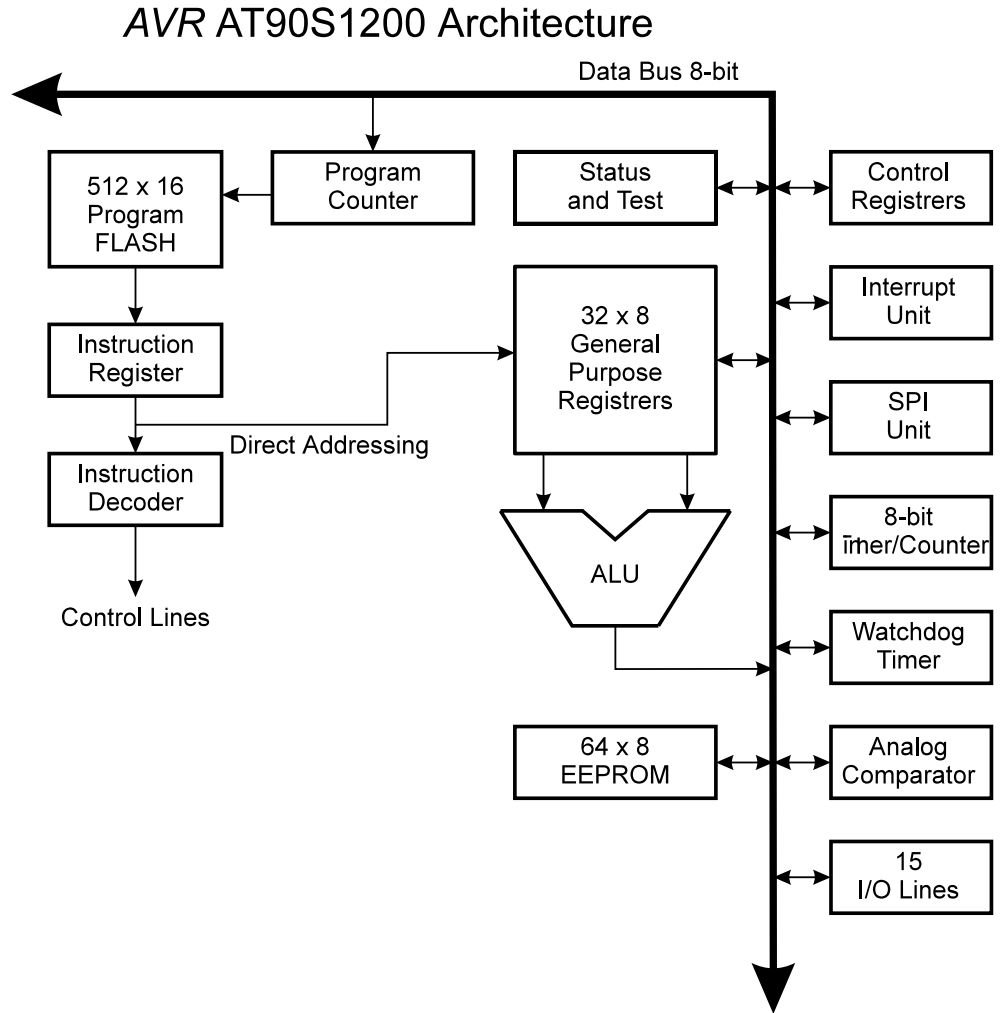 AVR AT90S1200 Architecture
Data Bus 8-bit
512 x 16
Program
FLASH
Program
Counter
Status
and Test
Control
Registrers
Instruction
Register
32 x 8
General
Purpose
Registrers
Interrupt
Unit
Direct Addressing
SPI
Unit
Instruction
Decoder
8-bit
Timer/Counter
ALU
Control Lines
Watchdog
Timer
64 x 8
EEPROM
Analog
Comparator
15
I/O Lines